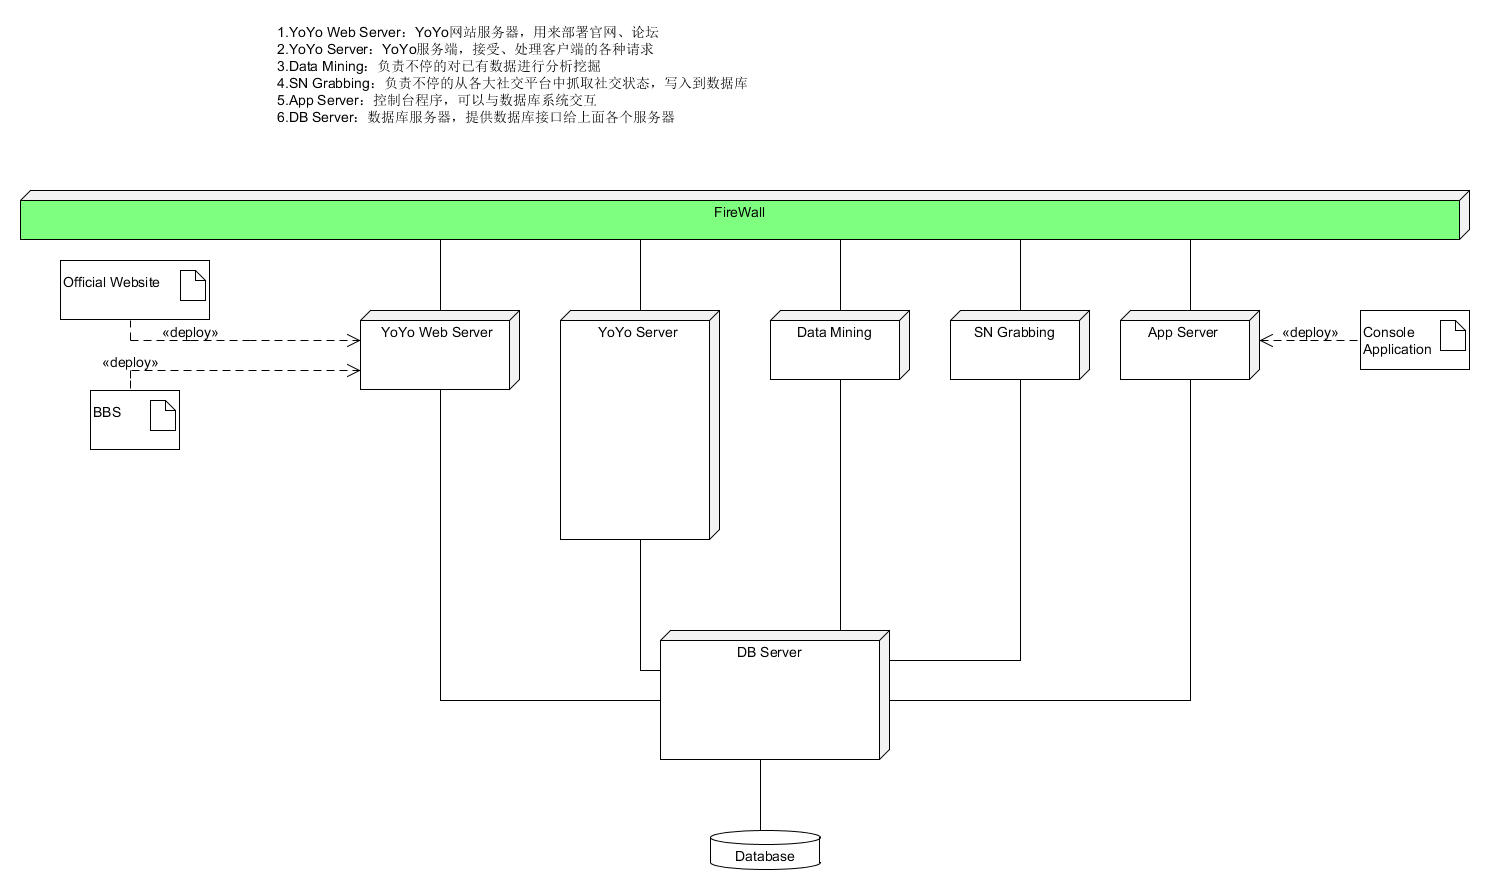 1.YoYo Web Server：YoYo网站服务器，用来部署官网、论坛
2.YoYo Server：YoYo服务端，接受、处理客户端的各种请求
3.Data Mining：负责不停的对已有数据进行分析挖掘
4.SN Grabbing：负责不停的从各大社交平台中抓取社交状态，写入到数据库
5.App Server：控制台程序，可以与数据库系统交互
6.DB Server：数据库服务器，提供数据库接口给上面各个服务器
FireWall
Official Website
«deploy»
YoYo Web Server
YoYo Server
Data Mining
SN Grabbing
App Server
«deploy»
Console
Application
«deploy»
BBS
DB Server
Database